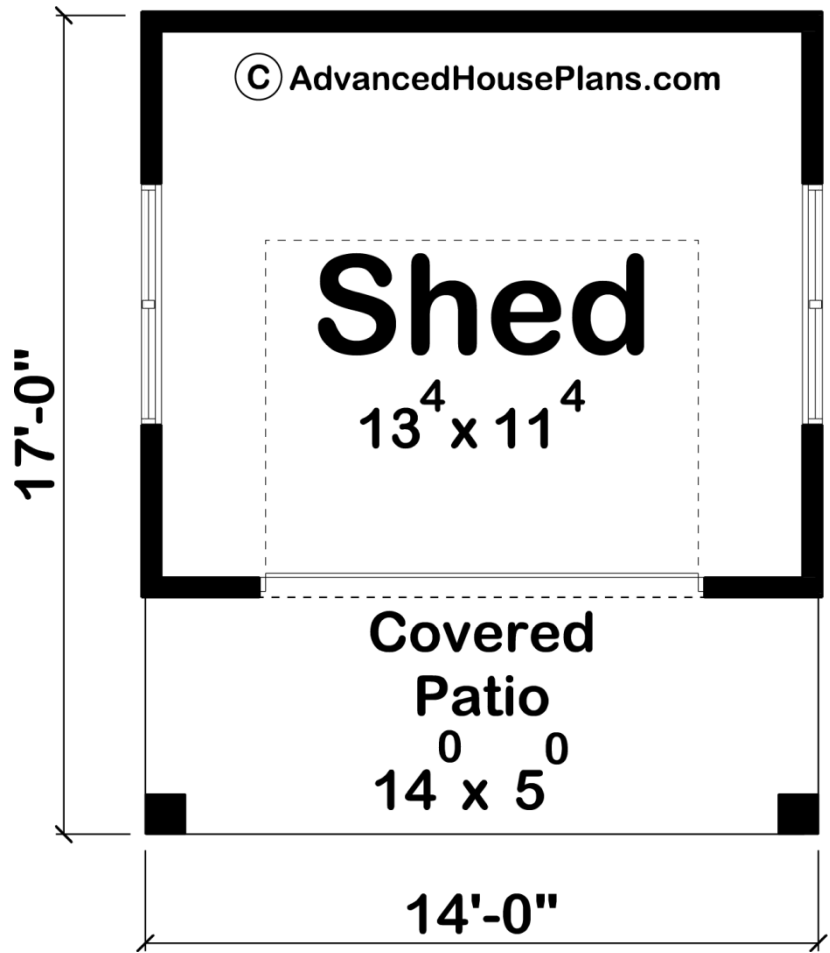 © AdvancedHousePlans.com
Shed
13⁴ x 11⁴
17'-0"
Covered
Patio
14⁰ x 5⁰
14'-0"